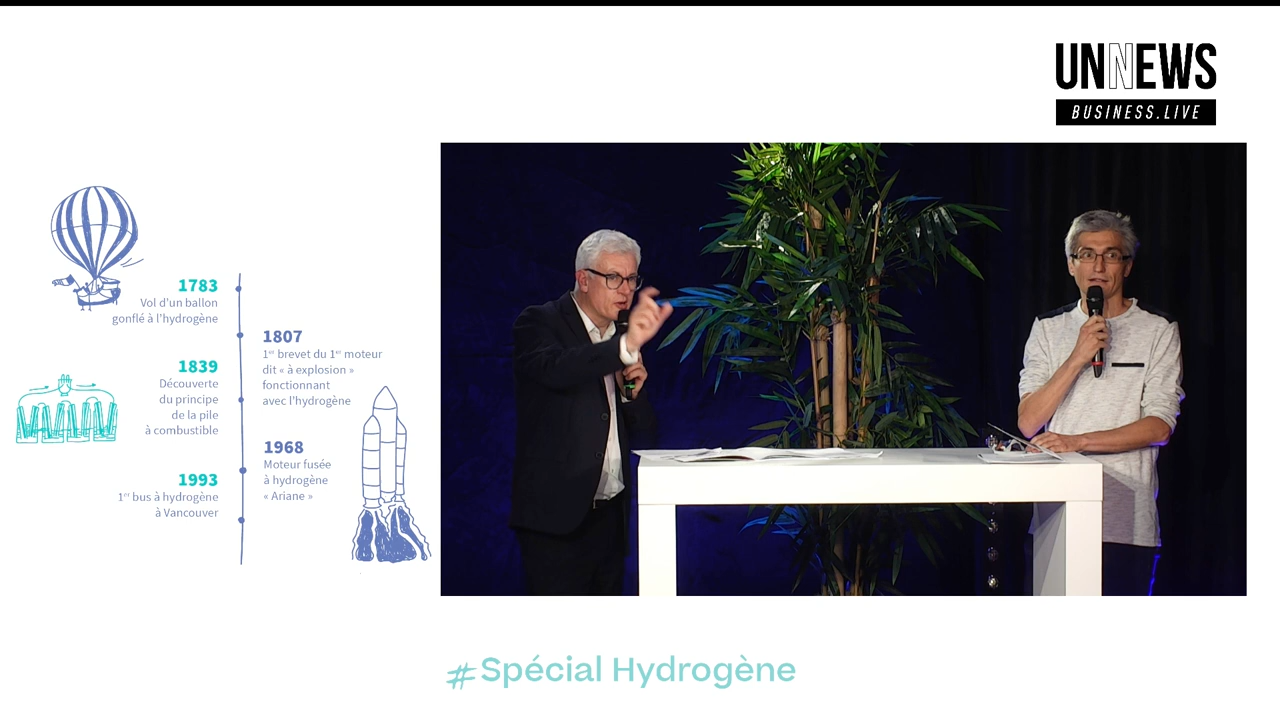 UNNEWS
BUSINESS.LIVE
1783
Vol d'un ballon
gonflé à l'hydrogène
1807
1er brevet du 1er moteur
dit « à explosion »
fonctionnant
avec l'hydrogène
1839
Découverte
du principe
de la pile
à combustible
1968
Moteur fusée
à hydrogène
« Ariane »
1993
1er bus à hydrogène
à Vancouver
#Spécial Hydrogène